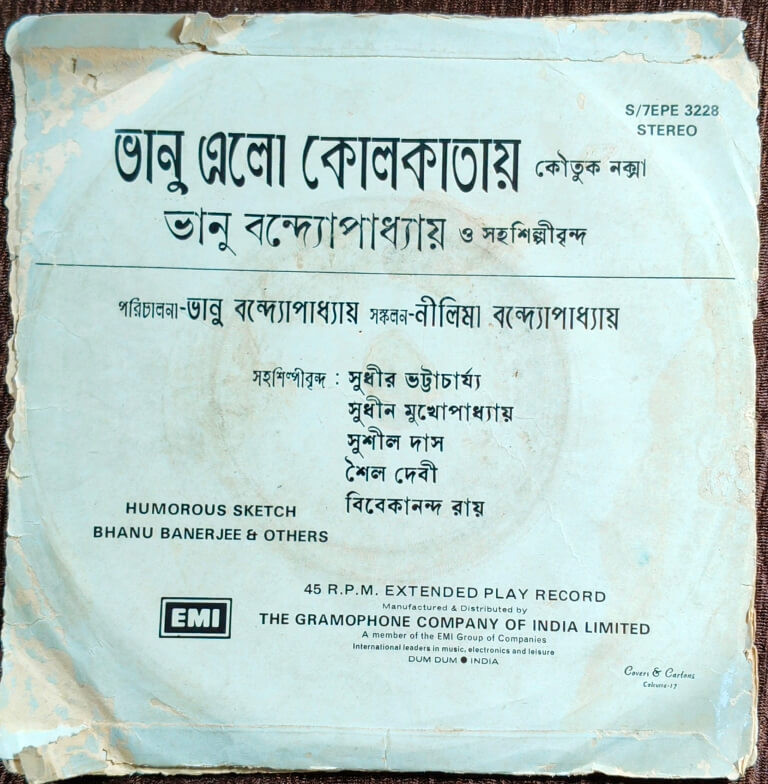 S/7EPE 3228
STEREO
ভানু এলো কোলকাতায় কৌতুক নক্সা
ভানু বন্দ্যোপাধ্যায় ও সহশিল্পীবৃন্দ
পরিচালনা-ভানু বন্দ্যোপাধ্যায় সঙ্কলন-নীলিমা বন্দ্যোপাধ্যায়
সহশিল্পীবৃন্দ : সুধীর ভট্টাচার্য্য
সুধীন মুখোপাধ্যায়
সুশীল দাস
শৈল দেবী
বিবেকানন্দ রায়
HUMOROUS SKETCH
BHANU BANERJEE & OTHERS
EMI
45 R.P.M. EXTENDED PLAY RECORD
Manufactured & Distributed by
THE GRAMOPHONE COMPANY OF INDIA LIMITED
A member of the EMI Group of Companies
International leaders in music, electronics and leisure
DUM DUM ● INDIA
Covers & Cartons
Calcutta-17